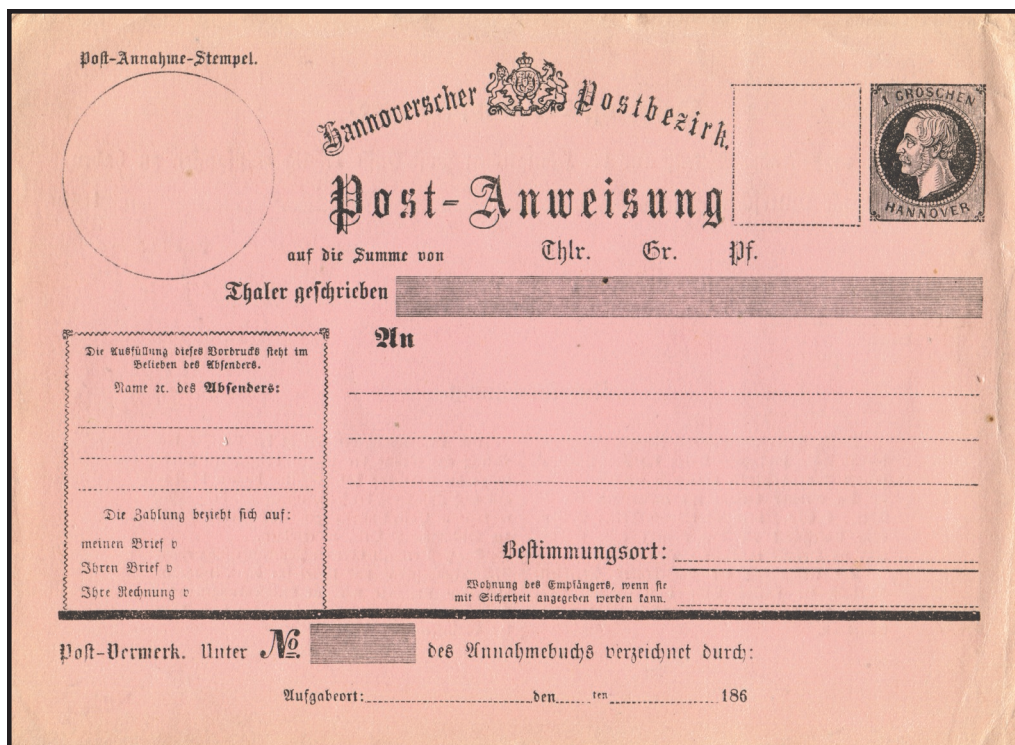 Post-Annahme-Stempel.
Hannoverscher Postbezirk.
1 GROSCHEN
HANNOVER
Post-Anweisung
auf die Summe von Thlr. Gr. Pf.
Thaler geschrieben
An
Die Ausfüllung dieses Vordrucks steht im
Belieben des Absenders.
Name ꝛc. des Absenders:
Die Zahlung bezieht sich auf:
meinen Brief v
Ihren Brief v
Ihre Rechnung v
Bestimmungsort:
Wohnung des Empfängers, wenn sie
mit Sicherheit angegeben werden kann.
Post-Vermerk. Unter No. des Annahmebuchs verzeichnet durch:
Aufgabeort: den ten 186